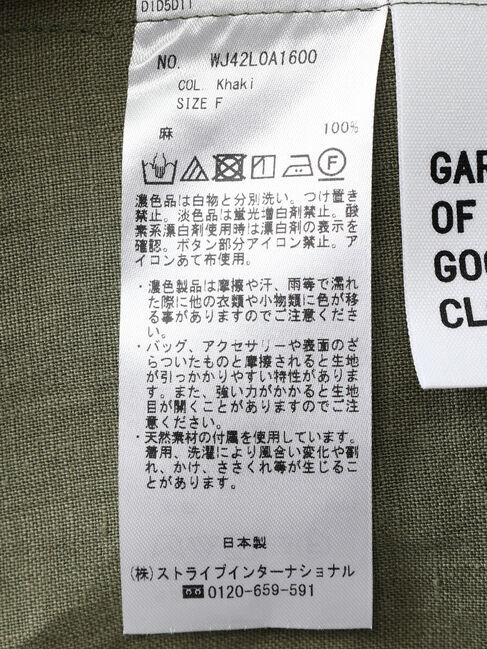 D1D5D11
NO. WJ42L0A1600
COL. Khaki
SIZE F
麻 100%
F
濃色品は白物と分別洗い。つけ置き
禁止。淡色品は蛍光増白剤禁止。酸
素系漂白剤使用時は漂白剤の表示を
確認。ボタン部分アイロン禁止。ア
イロンあて布使用。
・濃色製品は摩擦や汗、雨等で濡れ
た際に他の衣類や小物類に色が移
る事がありますのでご注意くださ
い。
・バッグ、アクセサリーや表面のざ
らついたものと摩擦されると生地
が引っかかりやすい特性がありま
す。また、強い力がかかると生地
目が開くことがありますのでご注
意ください。
・天然素材の付属を使用しています。
着用、洗濯により風合い変化や割
れ、かけ、ささくれ等が生じるこ
とがあります。
日本製
(株)ストライプインターナショナル
0120-659-591
GAR
OF
GOO
CL